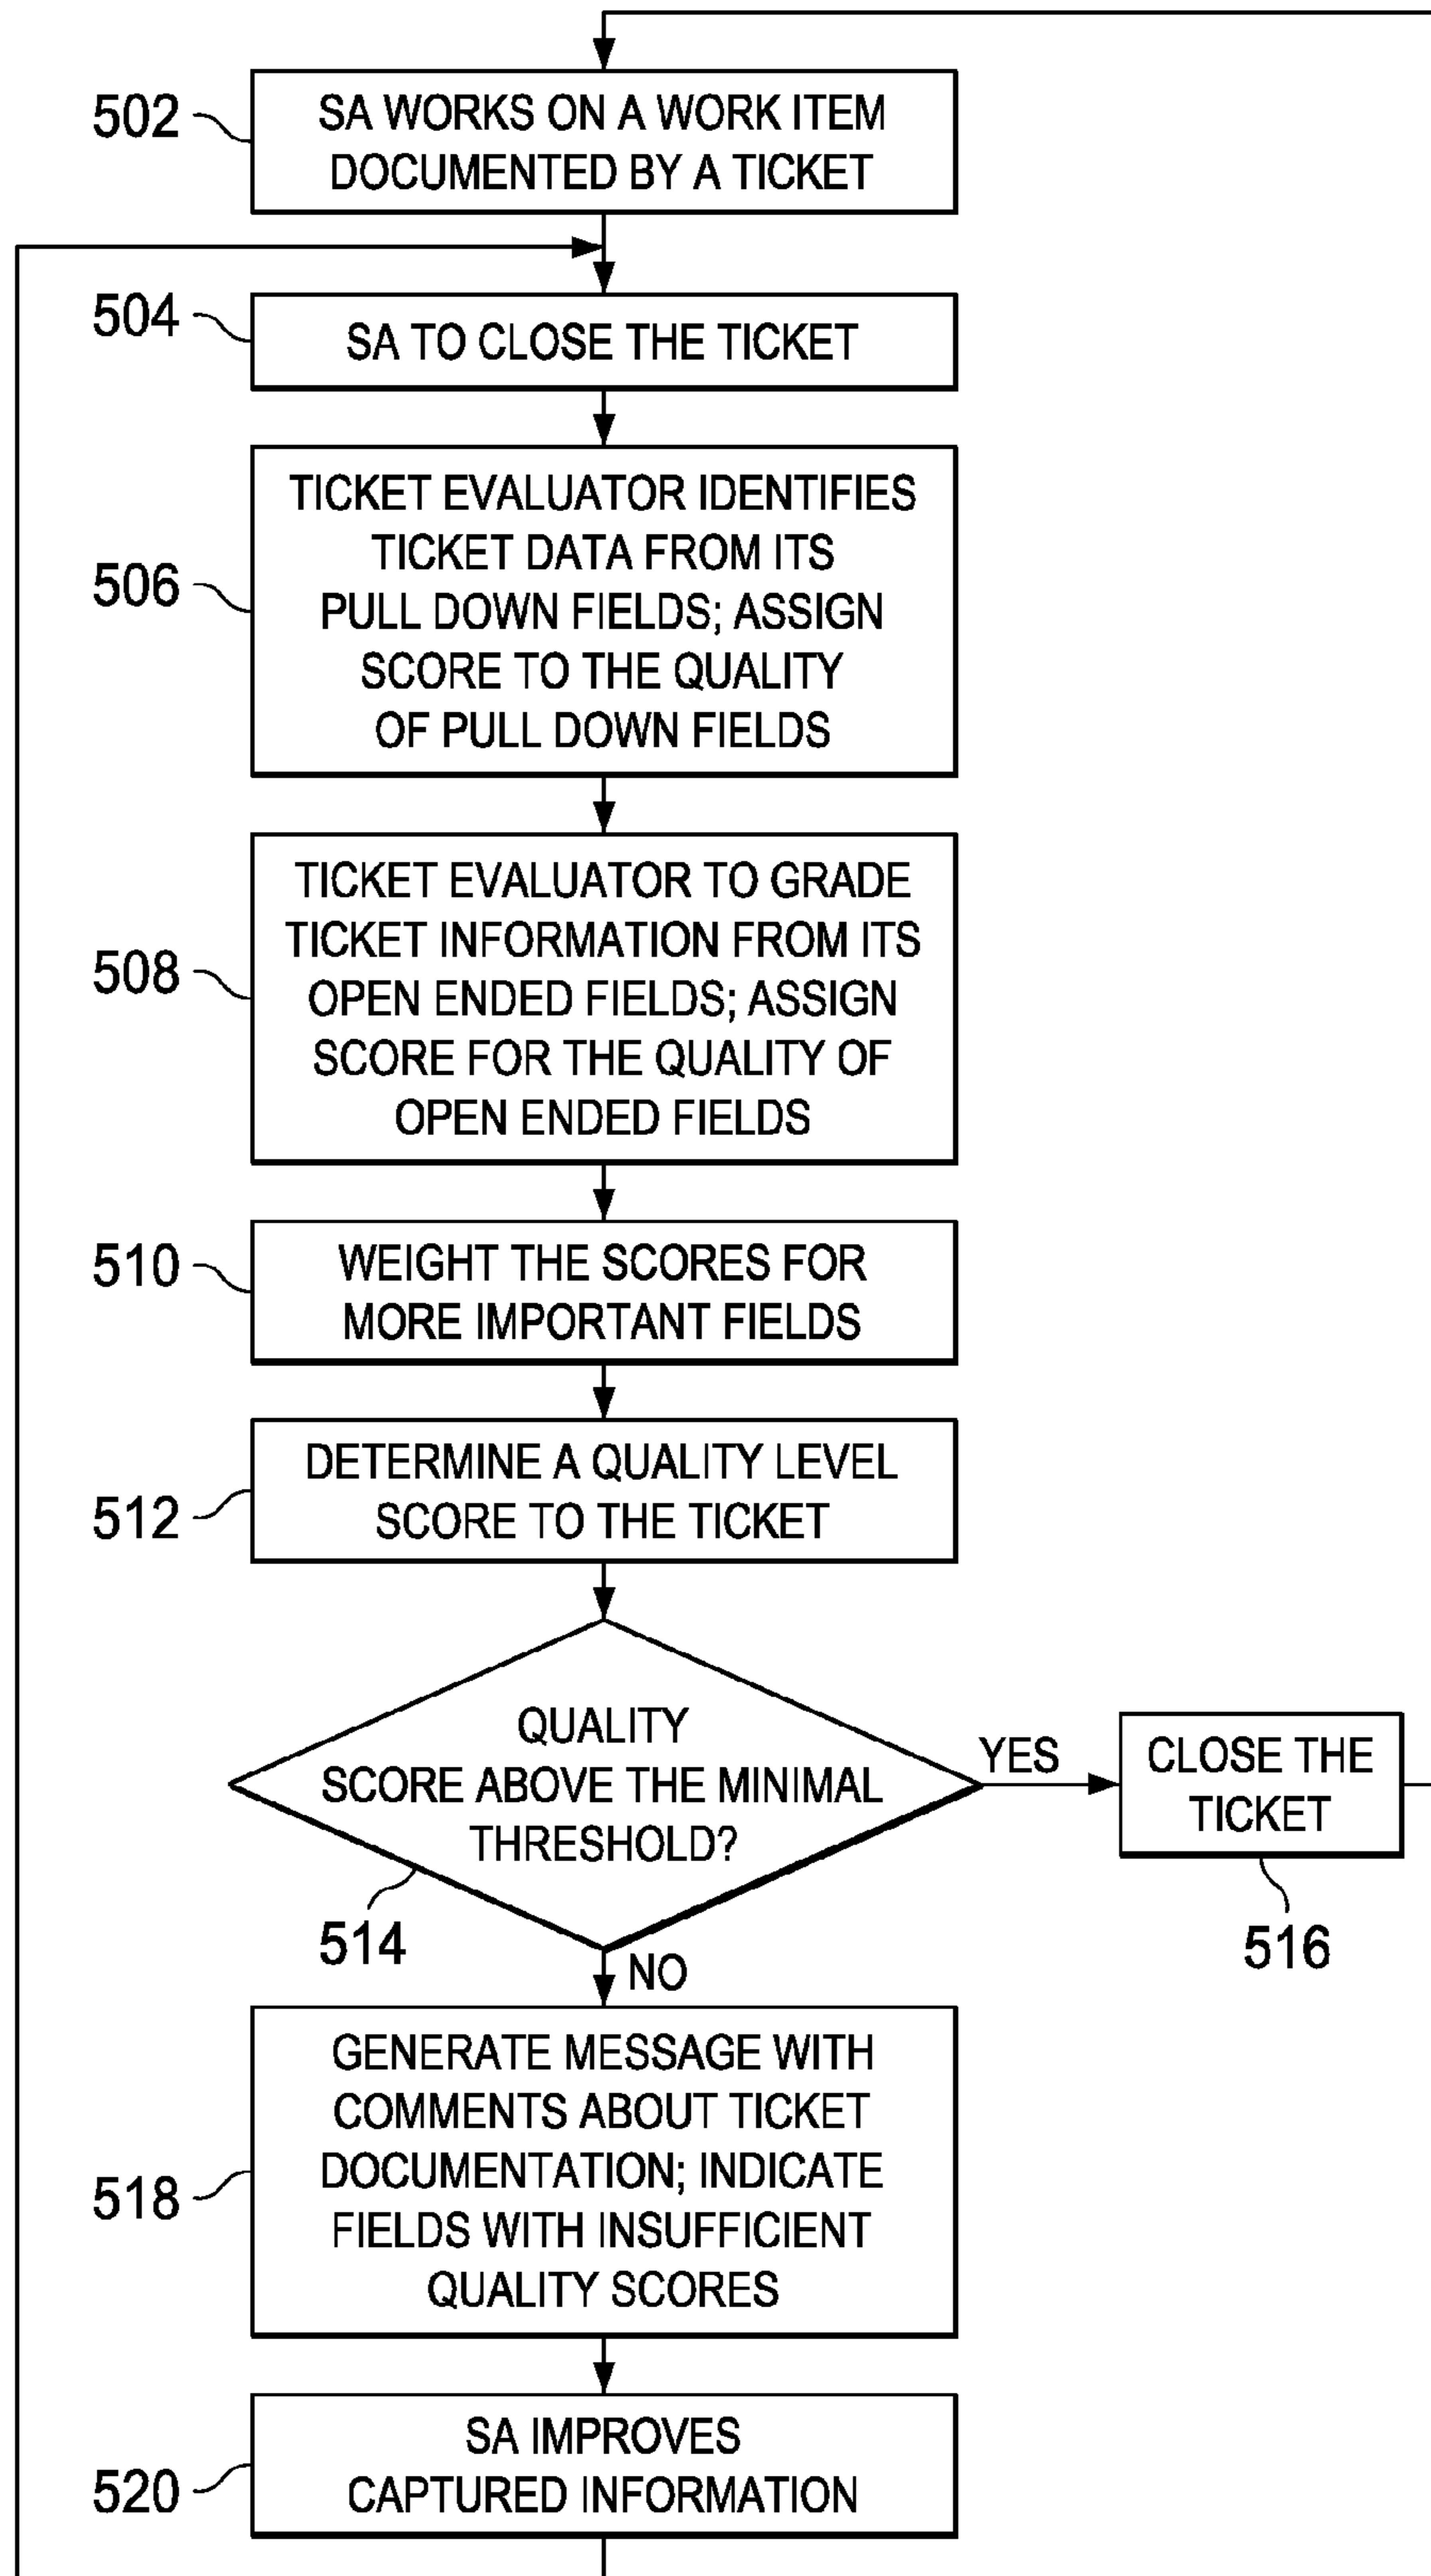 502
SA WORKS ON A WORK ITEM
DOCUMENTED BY A TICKET
504
SA TO CLOSE THE TICKET
506
TICKET EVALUATOR IDENTIFIES
TICKET DATA FROM ITS
PULL DOWN FIELDS; ASSIGN
SCORE TO THE QUALITY
OF PULL DOWN FIELDS
508
TICKET EVALUATOR TO GRADE
TICKET INFORMATION FROM ITS
OPEN ENDED FIELDS; ASSIGN
SCORE FOR THE QUALITY OF
OPEN ENDED FIELDS
510
WEIGHT THE SCORES FOR
MORE IMPORTANT FIELDS
512
DETERMINE A QUALITY LEVEL
SCORE TO THE TICKET
QUALITY
SCORE ABOVE THE MINIMAL
THRESHOLD?
514
YES
CLOSE THE
TICKET
516
NO
518
GENERATE MESSAGE WITH
COMMENTS ABOUT TICKET
DOCUMENTATION; INDICATE
FIELDS WITH INSUFFICIENT
QUALITY SCORES
520
SA IMPROVES
CAPTURED INFORMATION